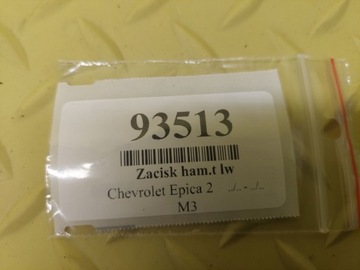 93513
Zacisk ham.t lw
Chevrolet Epica 2 ../.. - ../..
M3